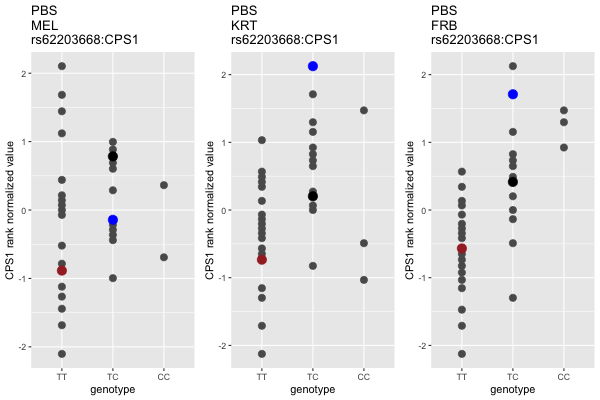 PBS
MEL
rs62203668:CPS1
CPS1 rank normalized value
2
1
0
-1
-2
TT
TC
CC
genotype
PBS
KRT
rs62203668:CPS1
CPS1 rank normalized value
2
1
0
-1
-2
TT
TC
CC
genotype
PBS
FRB
rs62203668:CPS1
CPS1 rank normalized value
2
1
0
-1
-2
TT
TC
CC
genotype